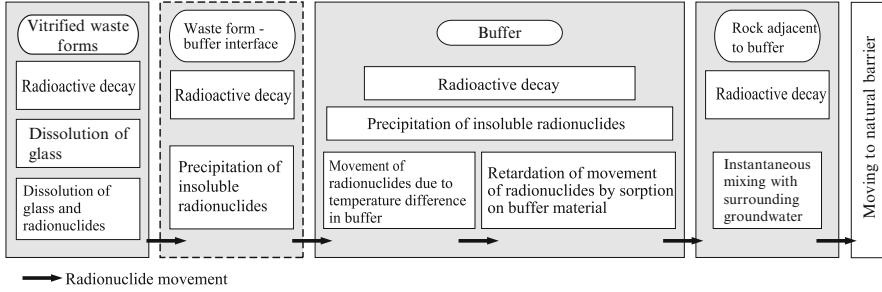 Vitrified waste
forms
Radioactive decay
Dissolution of
glass
Dissolution of
glass and
radionuclides
Waste form -
buffer interface
Radioactive decay
Precipitation of
insoluble
radionuclides
Buffer
Radioactive decay
Precipitation of insoluble radionuclides
Movement of
radionuclides due to
temperature difference
in buffer
Retardation of movement
of radionuclides by sorption
on buffer material
Rock adjacent
to buffer
Radioactive decay
Instantaneous
mixing with
surrounding
groundwater
Moving to natural barrier
Radionuclide movement